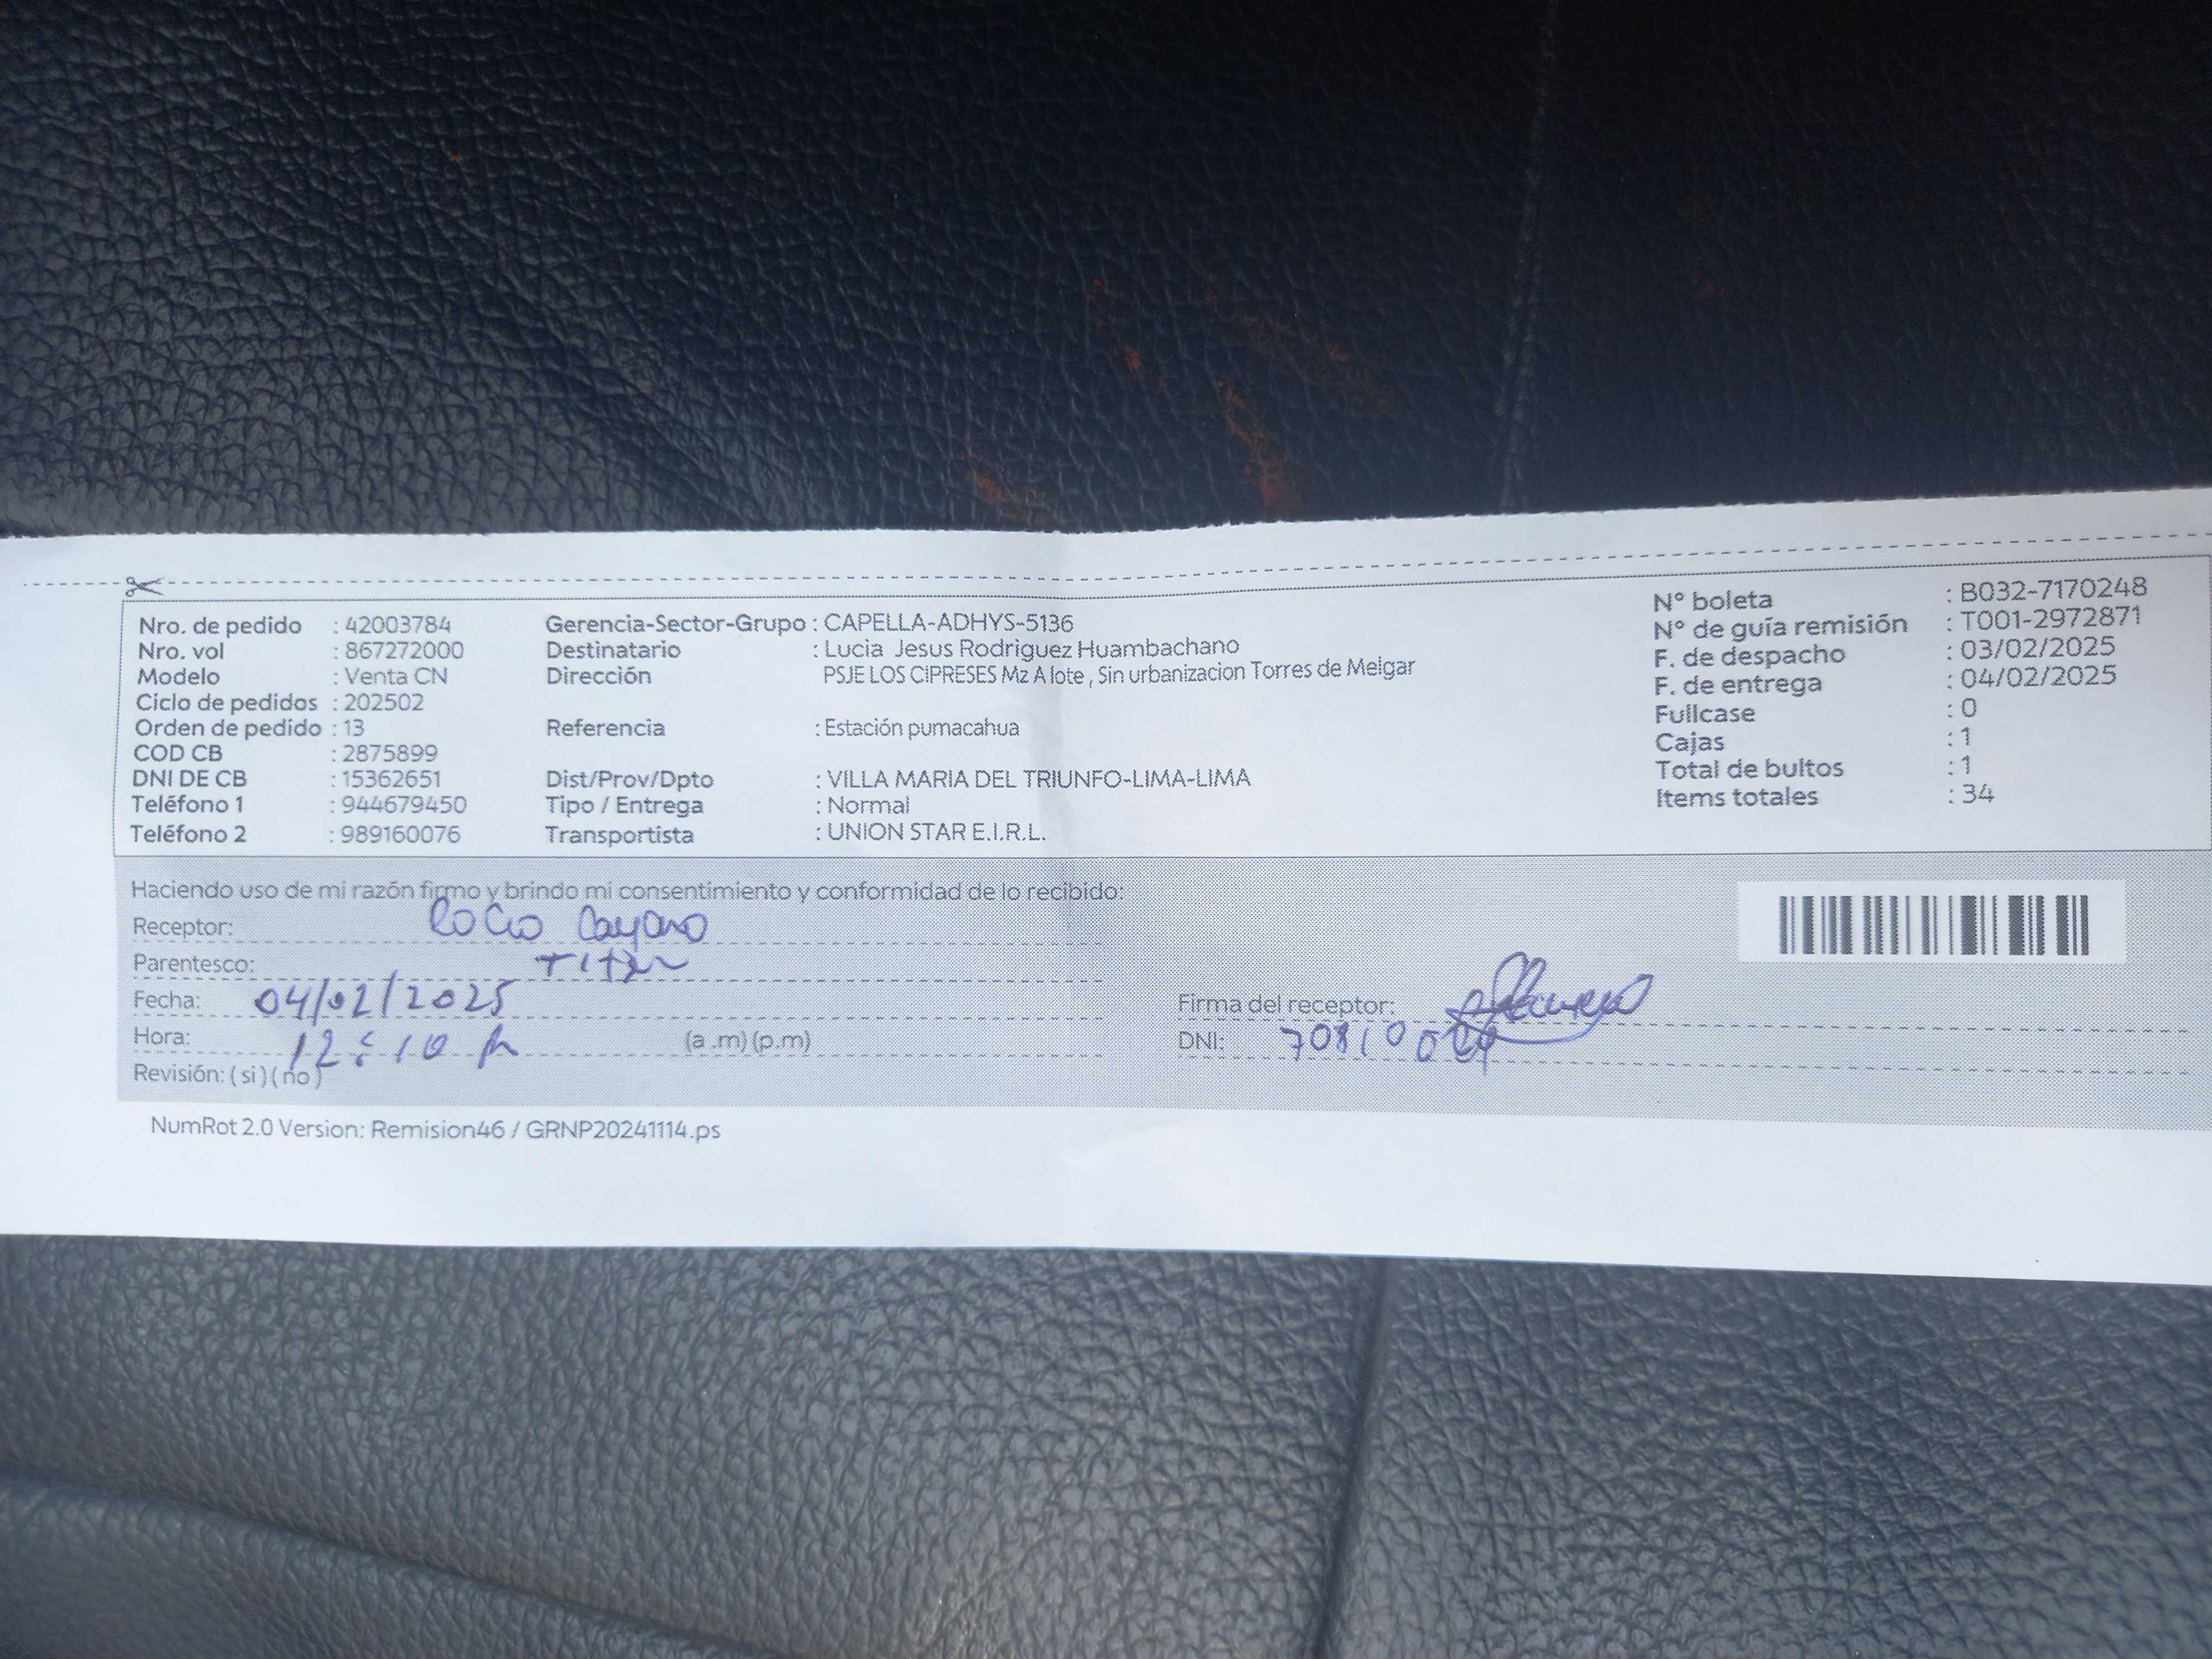 Nro. de pedido : 42003784
Nro. vol : 867272000
Modelo : Venta CN
Ciclo de pedidos : 202502
Orden de pedido : 13
COD CB : 2875899
DNI DE CB : 15362651
Teléfono 1 : 944679450
Teléfono 2 : 989160076
Gerencia-Sector-Grupo : CAPELLA-ADHYS-5136
Destinatario : Lucia Jesus Rodriguez Huambachano
Dirección PSJE LOS CIPRESES Mz A lote , Sin urbanizacion Torres de Melgar
Referencia : Estación pumacahua
Dist/Prov/Dpto : VILLA MARIA DEL TRIUNFO-LIMA-LIMA
Tipo / Entrega : Normal
Transportista : UNION STAR E.I.R.L.
N° boleta : B032-7170248
N° de guía remisión : T001-2972871
F. de despacho : 03/02/2025
F. de entrega : 04/02/2025
Fullcase : 0
Cajas : 1
Total de bultos : 1
Items totales : 34
Haciendo uso de mi razón firmo y brindo mi consentimiento y conformidad de lo recibido:
Receptor: Rocio
Parentesco:
Fecha: 04/02/2025
Hora: 12:10 (a .m) (p.m)
Revisión: ( si ) ( no )
Firma del receptor:
DNI:
NumRot 2.0 Version: Remision46 / GRNP20241114.ps